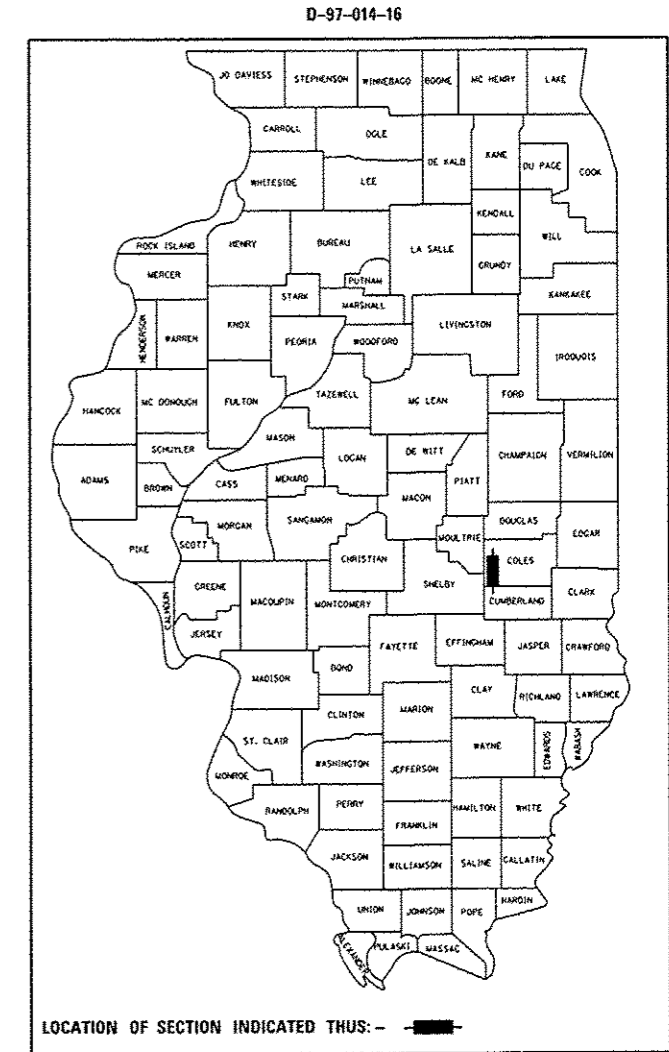 D-97--014-16
JO DAVIESS STEPHENSON WINNEBAGO BOONE MC HENRY LAKE
CARROLL OGLE
DE KALB KANE DU PAGE COOK
WHITESIDE LEE
KENDALL WILL
ROCK ISLAND HENRY BUREAU LA SALLE
GRUNDY
MERCER PUTNAM KANKAKEE
STARK MARSHALL
HENDERSON WARREN KNOX PEORIA WOODFORD LIVINGSTON IROQUOIS
HANCOCK MC DONOUGH FULTON TAZEWELL MC LEAN FORD
MASON
SCHUYLER LOGAN DE WITT CHAMPAIGN VERMILION
ADAMS BROWN CASS MENARD PIATT
MACON
MORGAN SANGAMON DOUGLAS
PIKE SCOTT CHRISTIAN MOULTRIE EDGAR
COLES
SHELBY
CALHOUN GREENE MACOUPIN MONTGOMERY CUMBERLAND CLARK
JERSEY
FAYETTE EFFINGHAM JASPER CRAWFORD
BOND
MADISON CLAY
RICHLAND LAWRENCE
CLINTON MARION
ST. CLAIR WAYNE EDWARDS WABASH
WASHINGTON JEFFERSON
MONROE
RANDOLPH PERRY HAMILTON WHITE
FRANKLIN
JACKSON WILLIAMSON SALINE GALLATIN
HARDIN
UNION JOHNSON POPE
ALEXANDER PULASKI MASSAC
LOCATION OF SECTION INDICATED THUS: -